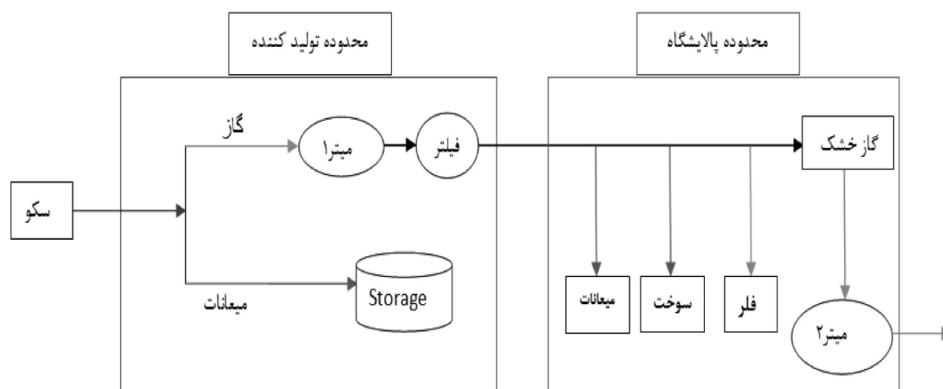 محدوده تولید کننده
محدوده پالایشگاه
گاز
میتر۱
فیلتر
گاز خشک
سکو
میعانات
Storage
میعانات
سوخت
فلر
میتر۲